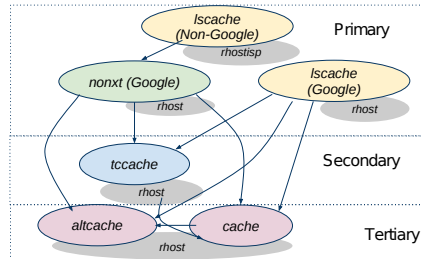 lscache
(Non-Google)
Primary
rhostisp
nonxt (Google)
lscache
(Google)
rhost
rhost
tccache
Secondary
rhost
altcache
cache
Tertiary
rhost